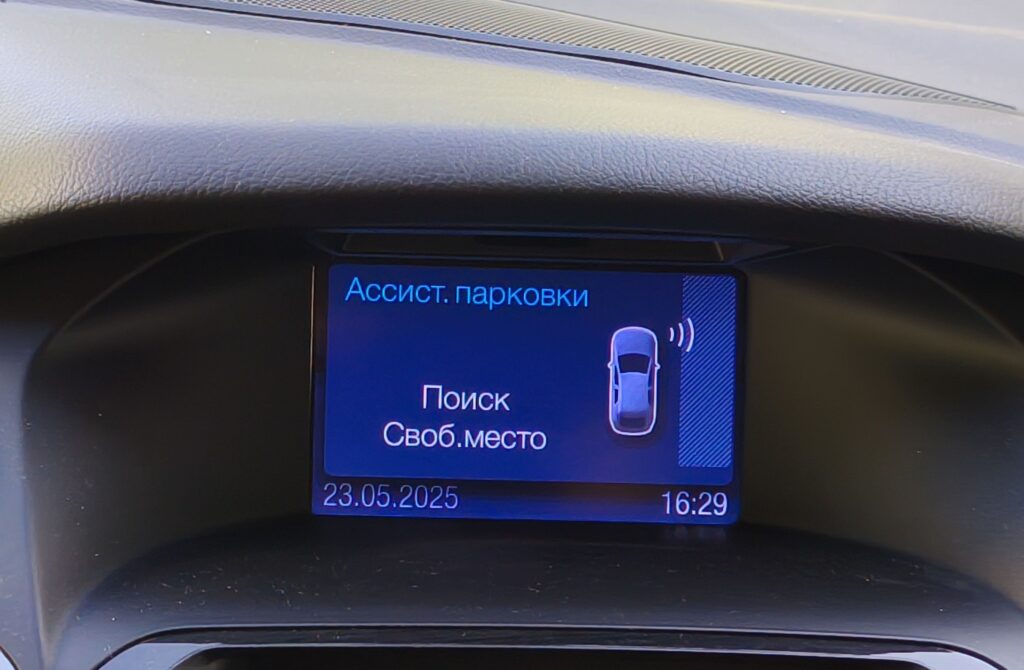 Ассист. парковки
Поиск
Своб.место
23.05.2025 16:29